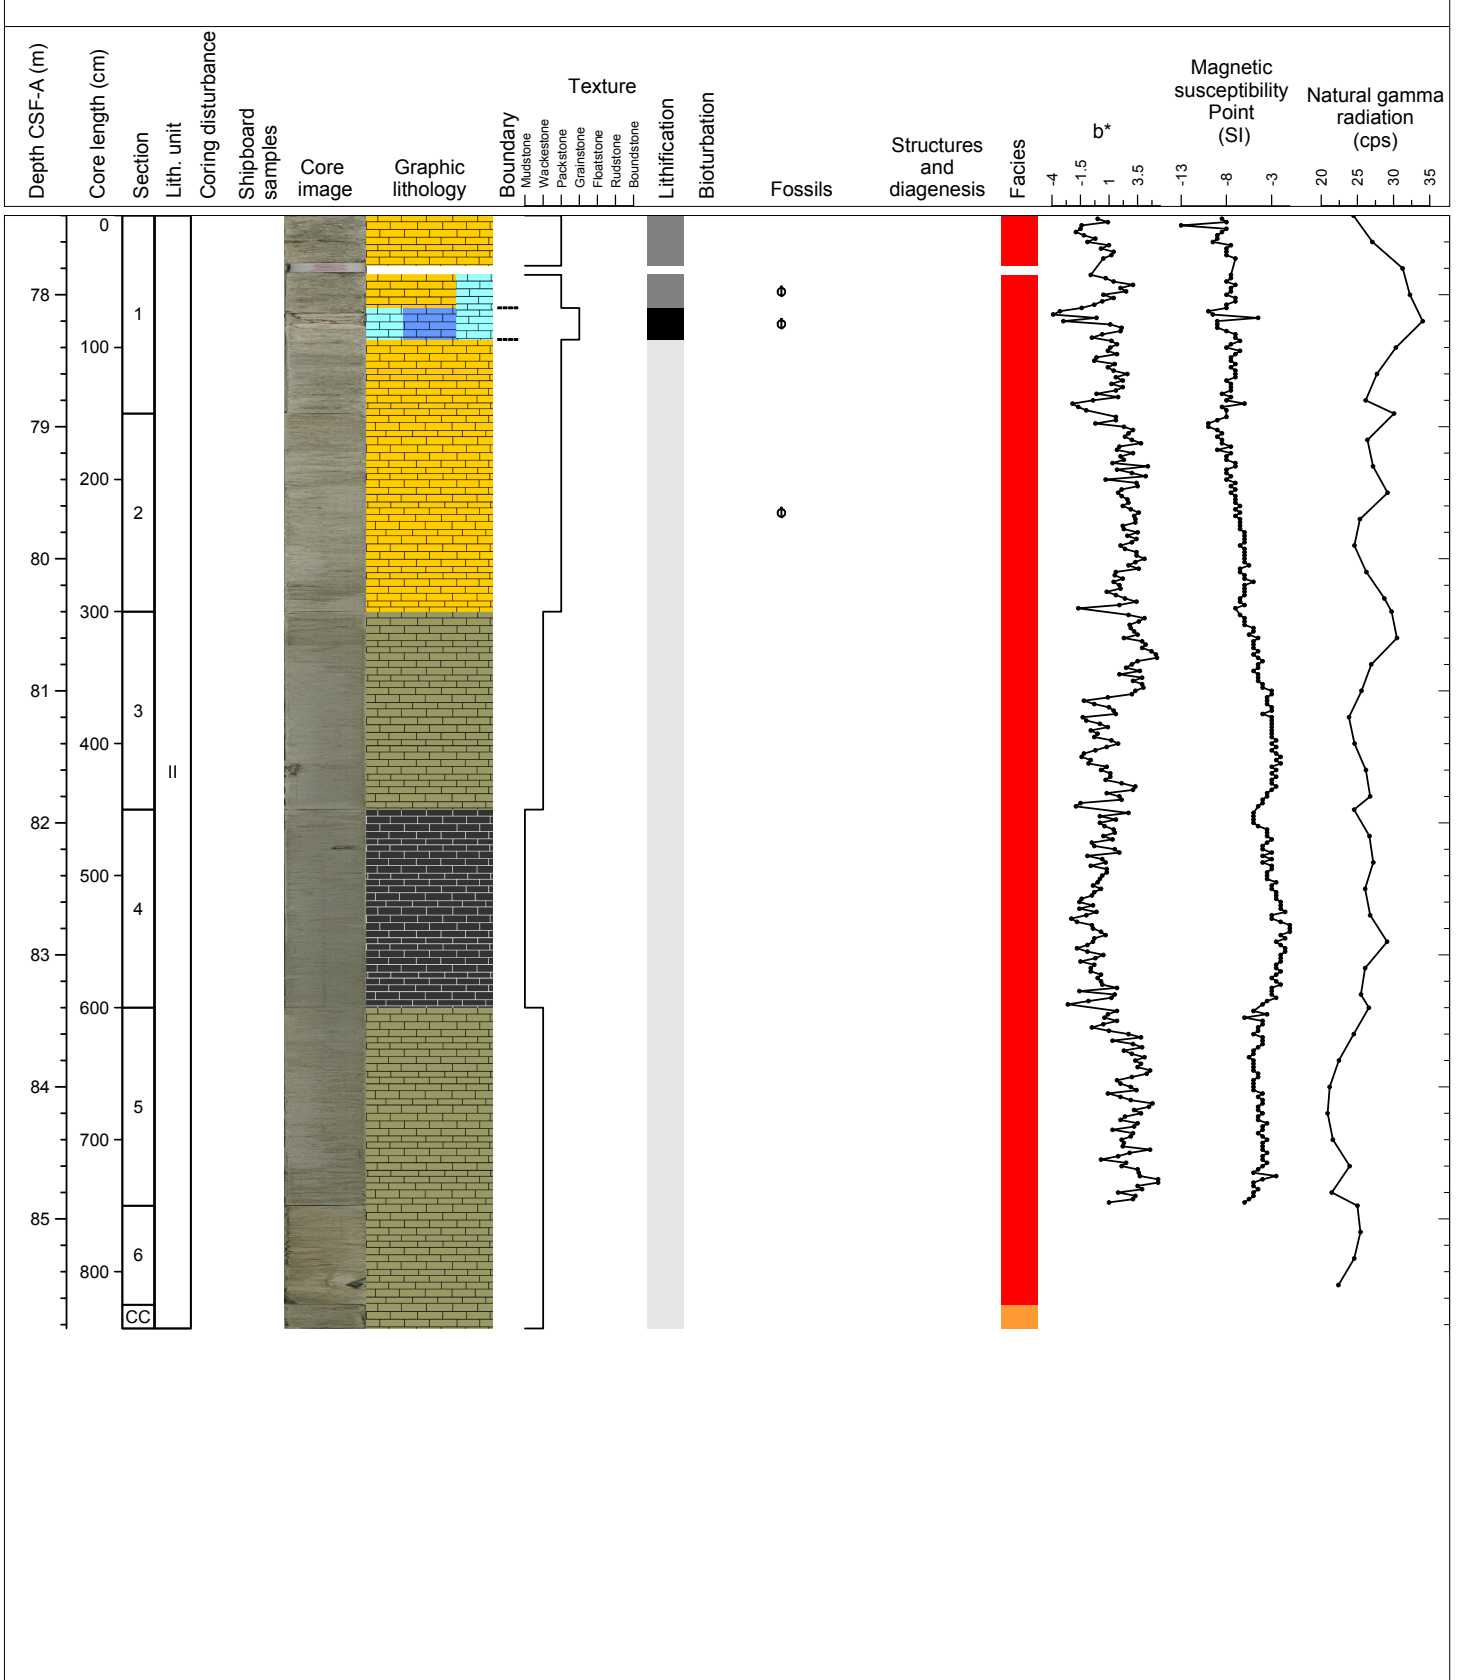 Depth CSF-A (m)
Core length (cm)
Section
Lith. unit
Coring disturbance
Shipboard
samples
Core
image
Graphic
lithology
Boundary
Texture
Mudstone
Wackestone
Packstone
Grainstone
Floatstone
Rudstone
Boundstone
Lithification
Bioturbation
Fossils
Structures
and
diagenesis
Facies
b*
-4
-1.5
1
3.5
Magnetic
susceptibility
Point
(SI)
-13
-8
-3
Natural gamma
radiation
(cps)
20
25
30
35
78
79
80
81
82
83
84
85
0
100
200
300
400
500
600
700
800
1
2
3
4
5
6
CC
II